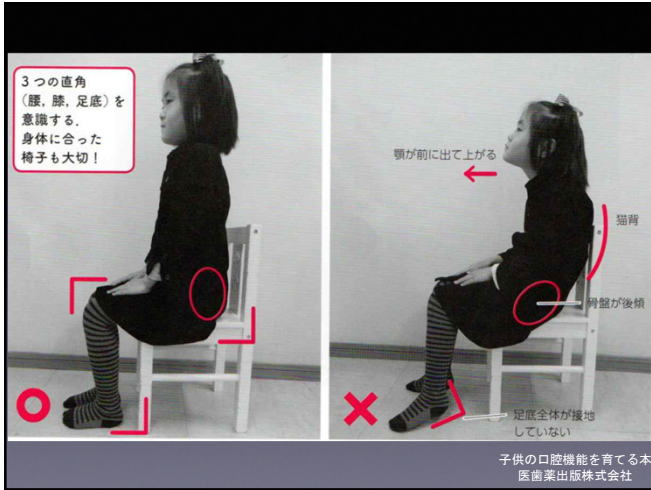 3つの直角
(腰,膝,足底)を
意識する.
身体に合った
椅子も大切!
顎が前に出て上がる
猫背
骨盤が後傾
足底全体が接地
していない
子供の口腔機能を育てる本
医歯薬出版株式会社